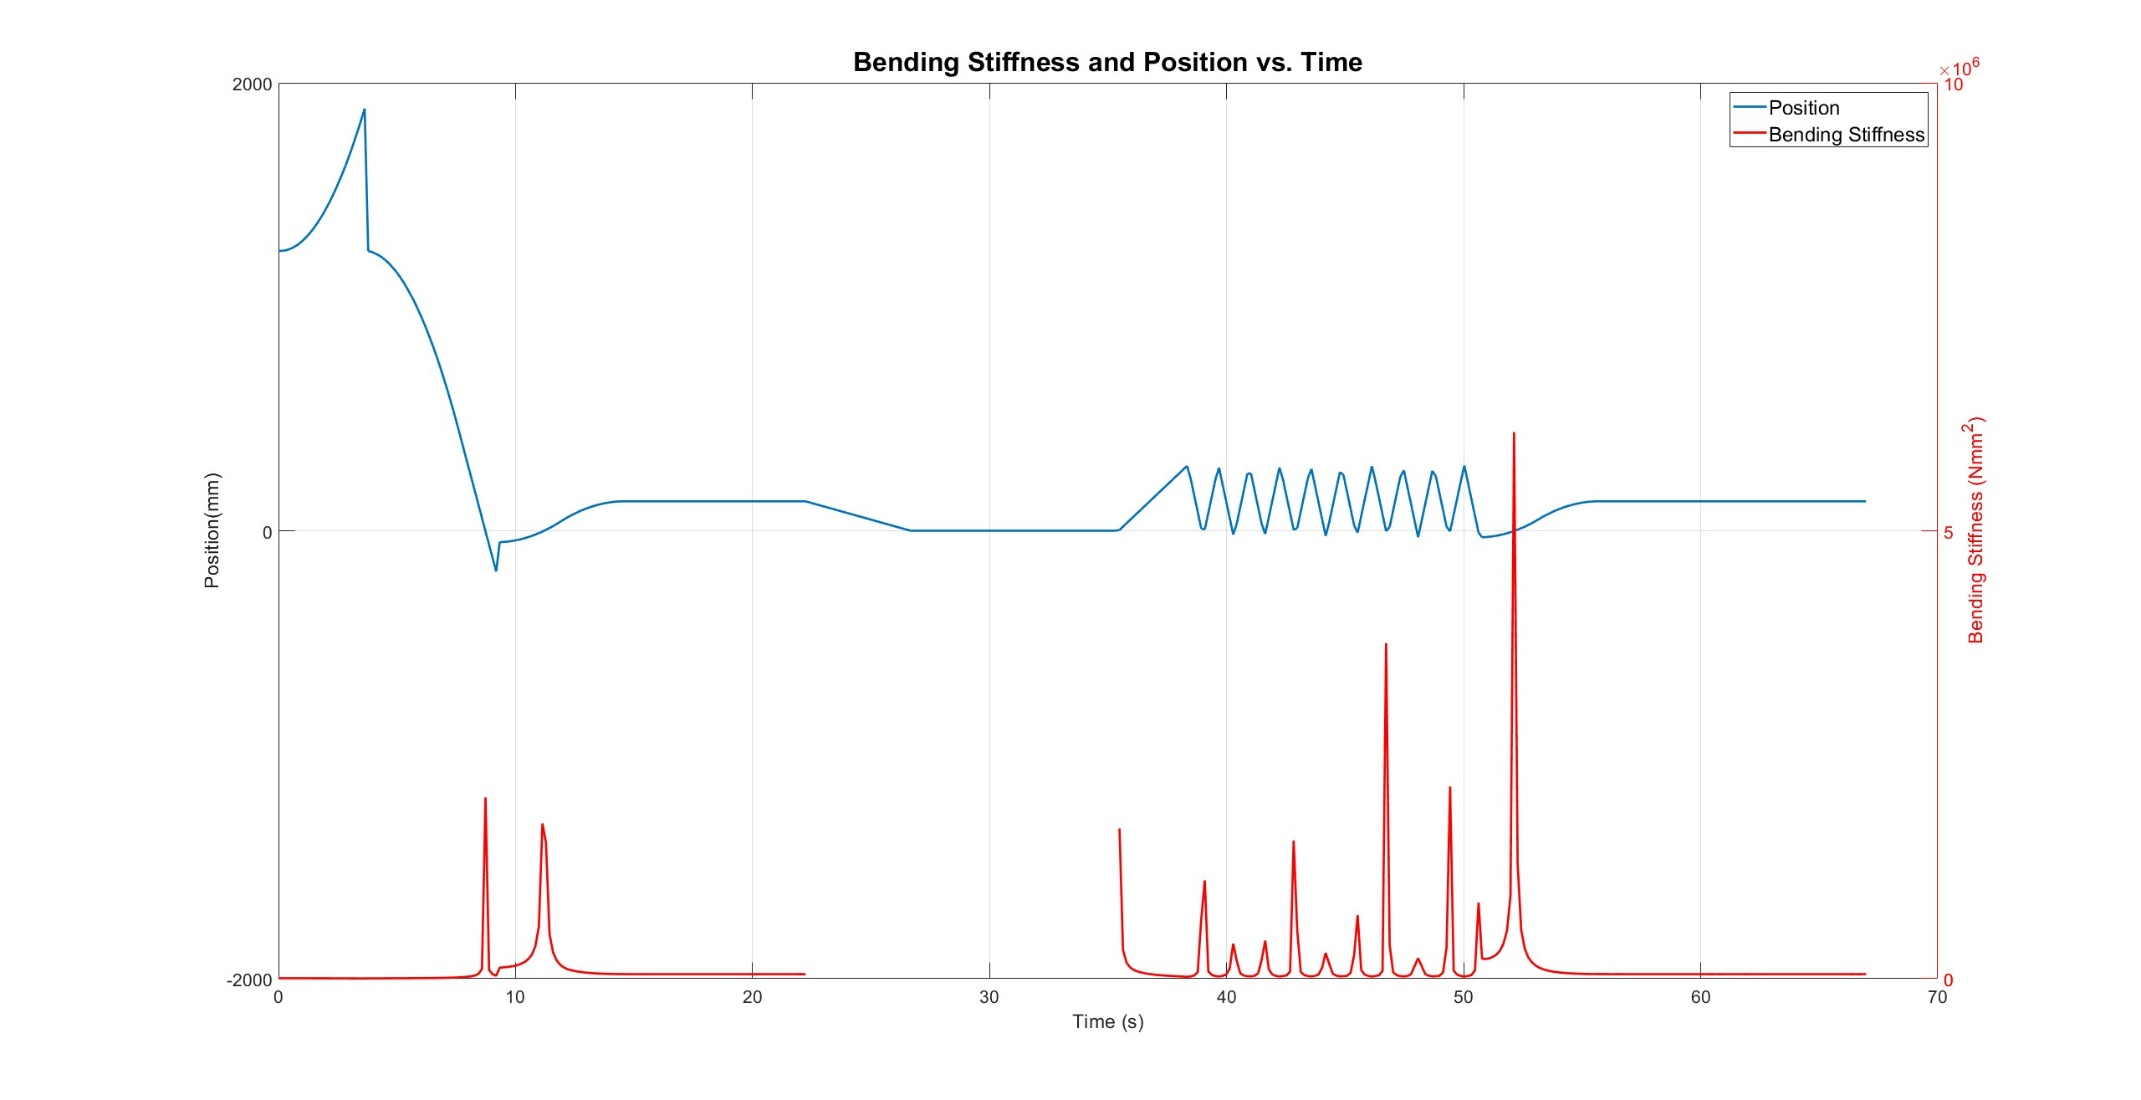 Bending Stiffness and Position vs. Time
×10^6
2000
0
-2000
Position(mm)
10
5
0
Bending Stiffness (Nmm^2)
Position
Bending Stiffness
0 10 20 30 40 50 60 70
Time (s)